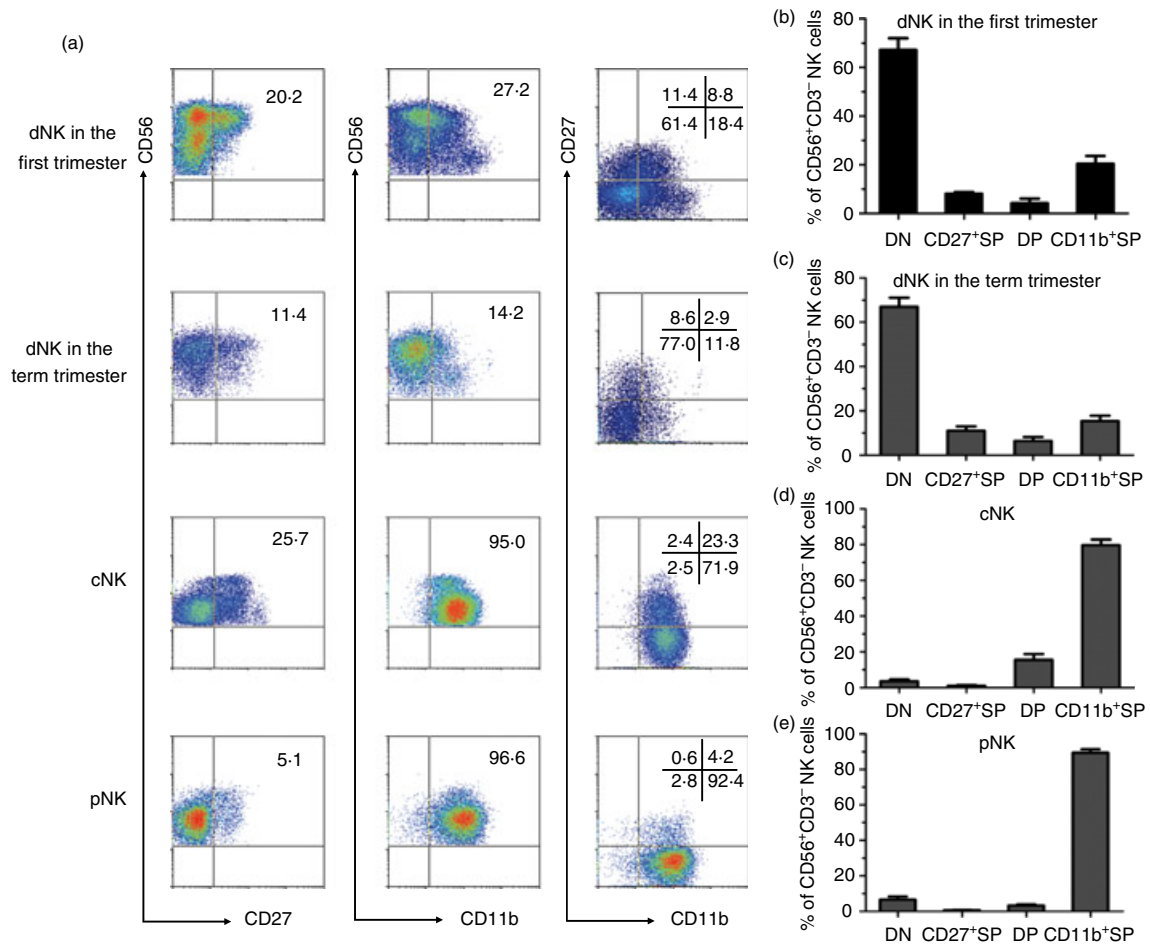 (a)
dNK in the
first trimester
CD56
20·2
CD56
27·2
CD27
11·4 8·8
61·4 18·4
dNK in the
term trimester
11·4
14·2
8·6 2·9
77·0 11·8
cNK
25·7
95·0
2·4 23·3
2·5 71·9
pNK
5·1
96·6
0·6 4·2
2·8 92·4
CD27
CD11b
CD11b
(b)
dNK in the first trimester
% of CD56⁺CD3⁻ NK cells
80
60
40
20
0
DN CD27⁺SP DP CD11b⁺SP
(c)
dNK in the term trimester
% of CD56⁺CD3⁻ NK cells
80
60
40
20
0
DN CD27⁺SP DP CD11b⁺SP
(d)
cNK
% of CD56⁺CD3⁻ NK cells
100
80
60
40
20
0
DN CD27⁺SP DP CD11b⁺SP
(e)
pNK
% of CD56⁺CD3⁻ NK cells
100
80
60
40
20
0
DN CD27⁺SP DP CD11b⁺SP